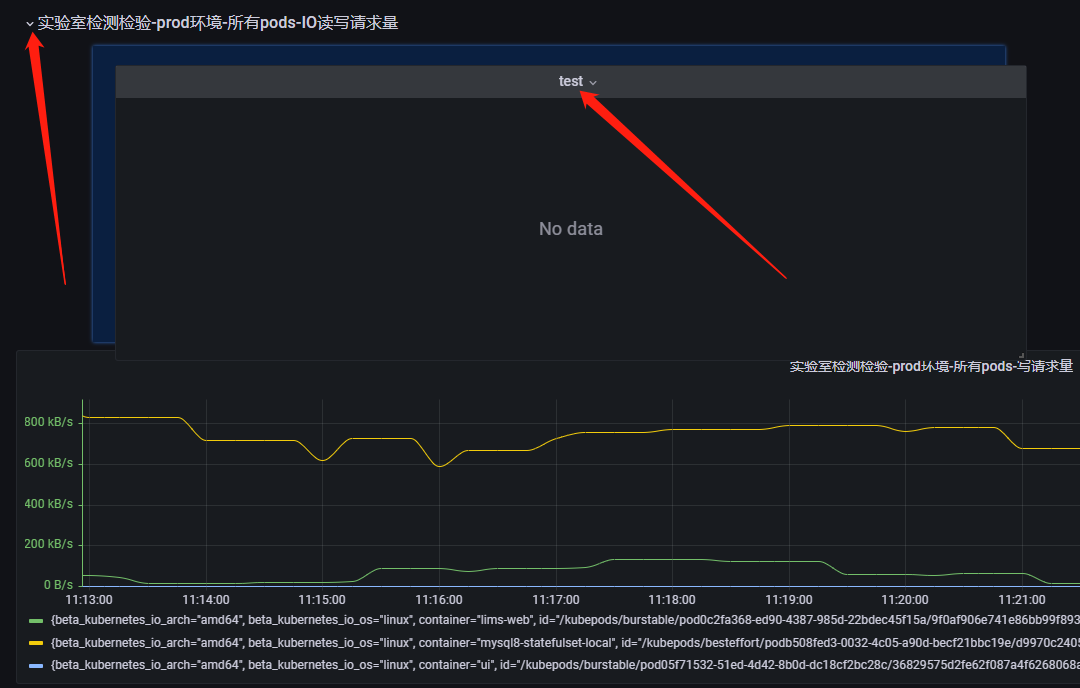 实验室检测检验-prod环境-所有pods-IO读写请求量
test
No data
实验室检测检验-prod环境-所有pods-写请求量
800 kB/s
600 kB/s
400 kB/s
200 kB/s
0 B/s
11:13:00 11:14:00 11:15:00 11:16:00 11:17:00 11:18:00 11:19:00 11:20:00 11:21:00
{beta_kubernetes_io_arch="amd64", beta_kubernetes_io_os="linux", container="lims-web", id="/kubepods/burstable/pod0c2fa368-ed90-4387-985d-22bdec45f15a/9f0af906e741e86bb99f893
{beta_kubernetes_io_arch="amd64", beta_kubernetes_io_os="linux", container="mysql8-statefulset-local", id="/kubepods/besteffort/podb508fed3-0032-4c05-a90d-becf21bbc19e/d9970c2405
{beta_kubernetes_io_arch="amd64", beta_kubernetes_io_os="linux", container="ui", id="/kubepods/burstable/pod05f71532-51ed-4d42-8b0d-dc18cf2bc28c/36829575d2fe62f087a4f6268068a